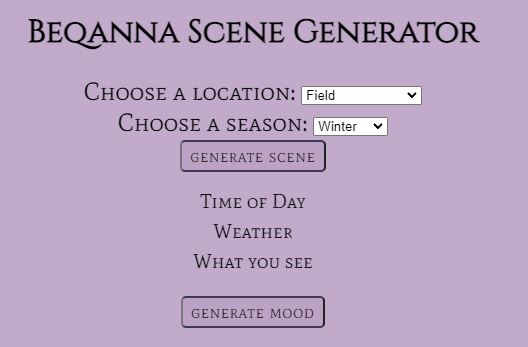 Beqanna Scene Generator
Choose a location: Field
Choose a season: Winter
generate scene
Time of Day
Weather
What you see
generate mood